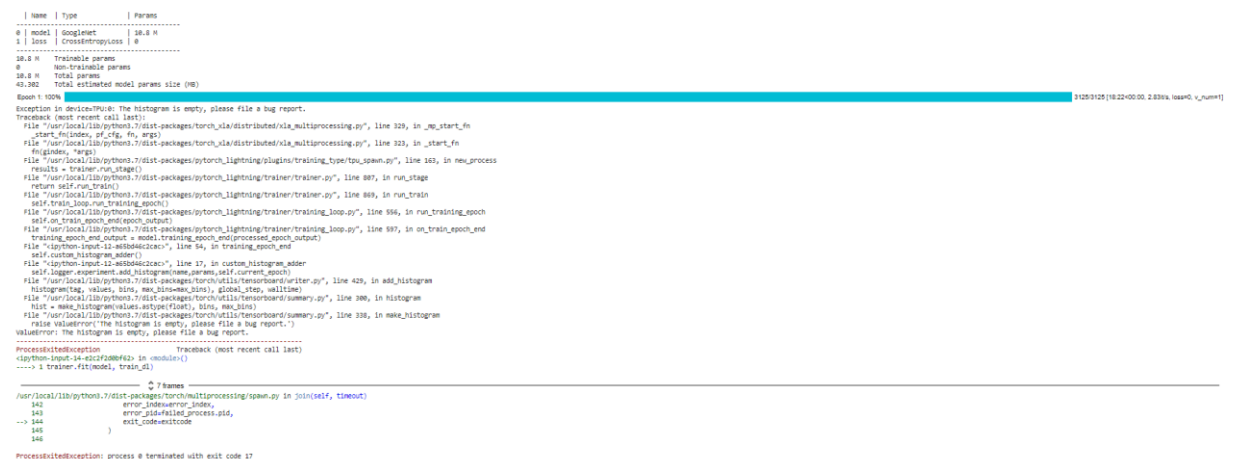 | Name | Type | Params
-----------------------------------------
0 | model | GoogleNet | 10.8 M
1 | loss | CrossEntropyLoss | 0
-----------------------------------------
10.8 M Trainable params
0 Non-trainable params
10.8 M Total params
43.302 Total estimated model params size (MB)
Epoch 1: 100% 3125/3125 [18:22<00:00, 2.83it/s, loss=0, v_num=1]
Exception in device=TPU:0: The histogram is empty, please file a bug report.
Traceback (most recent call last):
File "/usr/local/lib/python3.7/dist-packages/torch_xla/distributed/xla_multiprocessing.py", line 329, in _mp_start_fn
_start_fn(index, pf_cfg, fn, args)
File "/usr/local/lib/python3.7/dist-packages/torch_xla/distributed/xla_multiprocessing.py", line 323, in _start_fn
fn(gindex, *args)
File "/usr/local/lib/python3.7/dist-packages/pytorch_lightning/plugins/training_type/tpu_spawn.py", line 163, in new_process
results = trainer.run_stage()
File "/usr/local/lib/python3.7/dist-packages/pytorch_lightning/trainer/trainer.py", line 807, in run_stage
return self.run_train()
File "/usr/local/lib/python3.7/dist-packages/pytorch_lightning/trainer/trainer.py", line 869, in run_train
self.train_loop.run_training_epoch()
File "/usr/local/lib/python3.7/dist-packages/pytorch_lightning/trainer/training_loop.py", line 556, in run_training_epoch
self.on_train_epoch_end(epoch_output)
File "/usr/local/lib/python3.7/dist-packages/pytorch_lightning/trainer/training_loop.py", line 597, in on_train_epoch_end
training_epoch_end_output = model.training_epoch_end(processed_epoch_output)
File "<ipython-input-12-a65bd46c2cac>", line 54, in training_epoch_end
self.custom_histogram_adder()
File "<ipython-input-12-a65bd46c2cac>", line 17, in custom_histogram_adder
self.logger.experiment.add_histogram(name,params,self.current_epoch)
File "/usr/local/lib/python3.7/dist-packages/torch/utils/tensorboard/writer.py", line 429, in add_histogram
histogram(tag, values, bins, max_bins=max_bins), global_step, walltime)
File "/usr/local/lib/python3.7/dist-packages/torch/utils/tensorboard/summary.py", line 300, in histogram
hist = make_histogram(values.astype(float), bins, max_bins)
File "/usr/local/lib/python3.7/dist-packages/torch/utils/tensorboard/summary.py", line 338, in make_histogram
raise ValueError('The histogram is empty, please file a bug report.')
ValueError: The histogram is empty, please file a bug report.
---------------------------------------------------------------------------
ProcessExitedException Traceback (most recent call last)
<ipython-input-14-e2c2f2d0bf62> in <module>()
----> 1 trainer.fit(model, train_dl)
7 frames
/usr/local/lib/python3.7/dist-packages/torch/multiprocessing/spawn.py in join(self, timeout)
142 error_index=error_index,
143 error_pid=failed_process.pid,
--> 144 exit_code=exitcode
145 )
146
ProcessExitedException: process 0 terminated with exit code 17